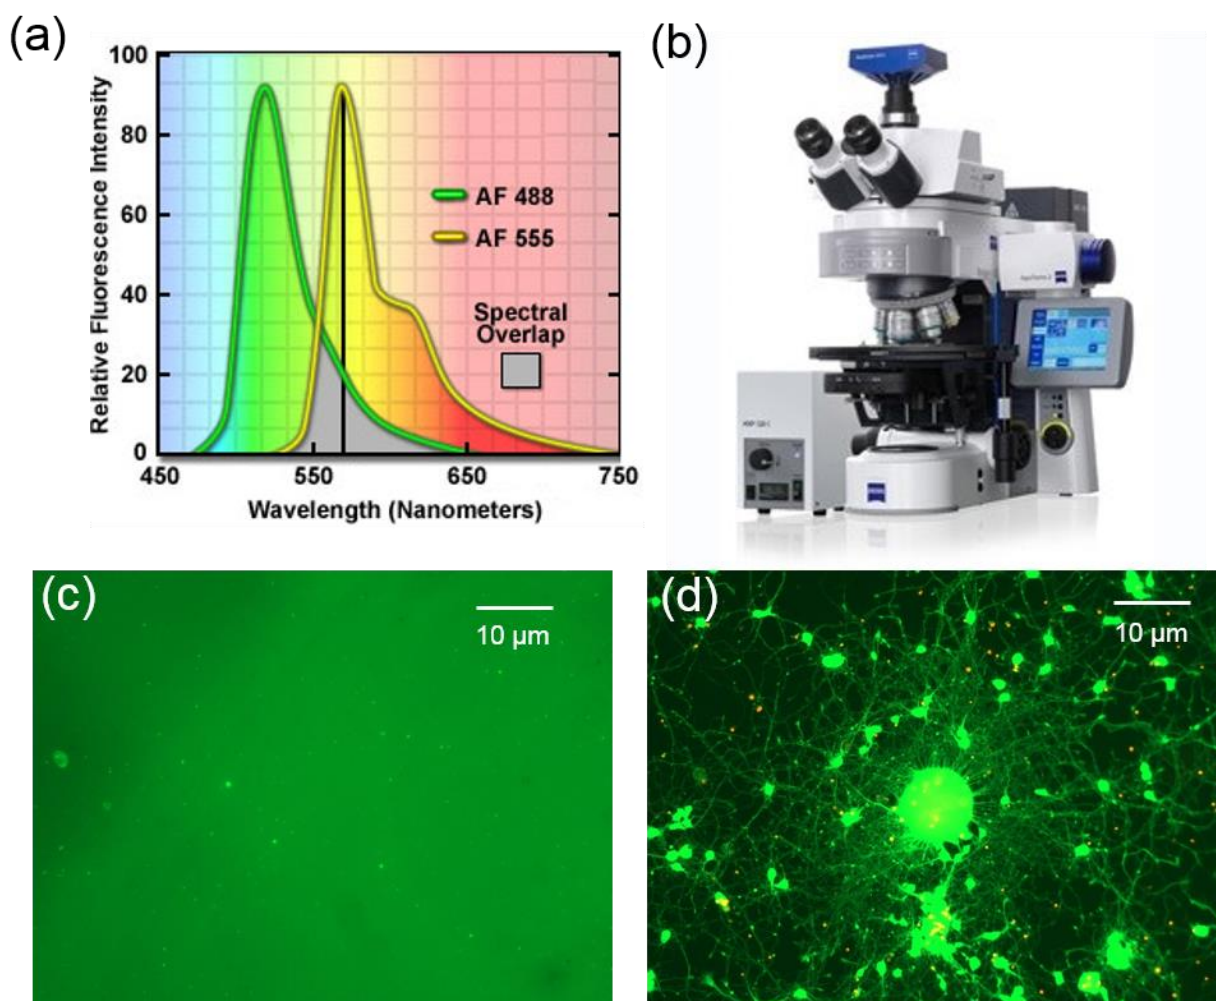 (a)
100
80
60
40
20
0
450
550
650
750
Relative Fluorescence Intensity
Wavelength (Nanometers)
AF 488
AF 555
Spectral
Overlap
(b)
ZEISS
(c)
10 µm
(d)
10 µm